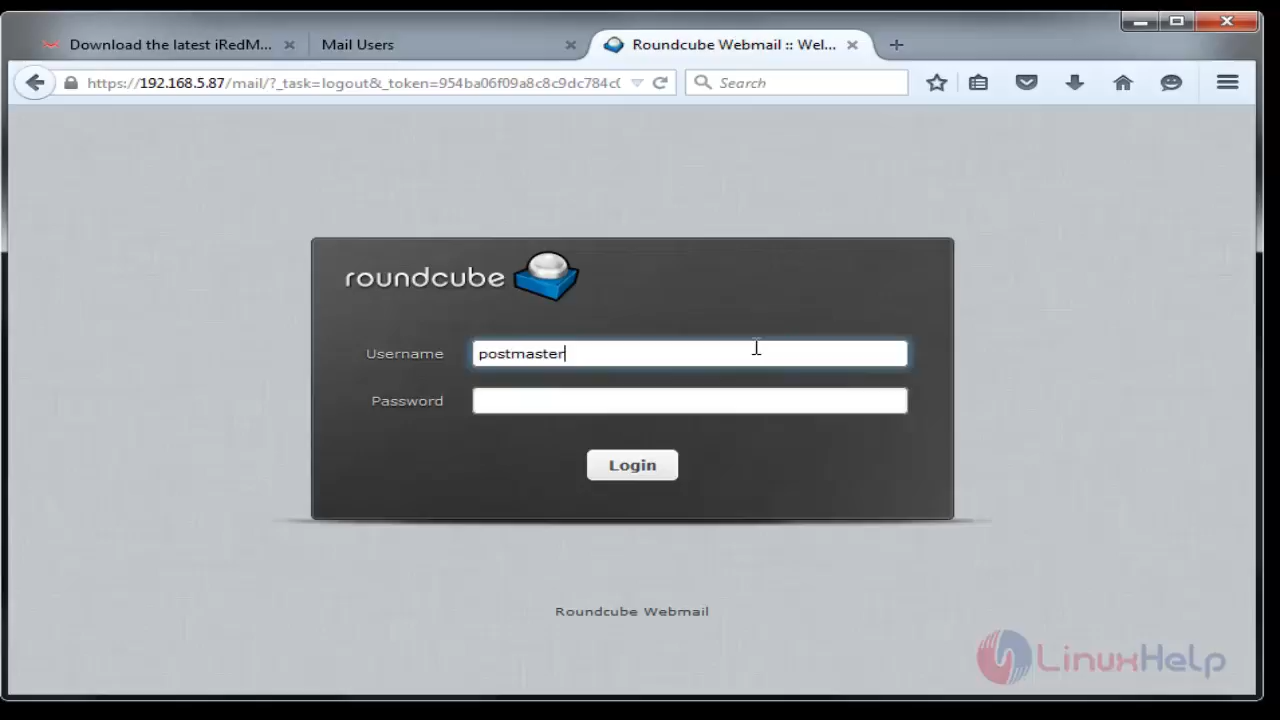 Download the latest iRedM...
Mail Users
Roundcube Webmail :: Wel...
https://192.168.5.87/mail/?_task=logout&_token=954ba06f09a8c8c9dc784c(
Search
roundcube
Username
postmaster
Password
Login
Roundcube Webmail
LinuxHelp